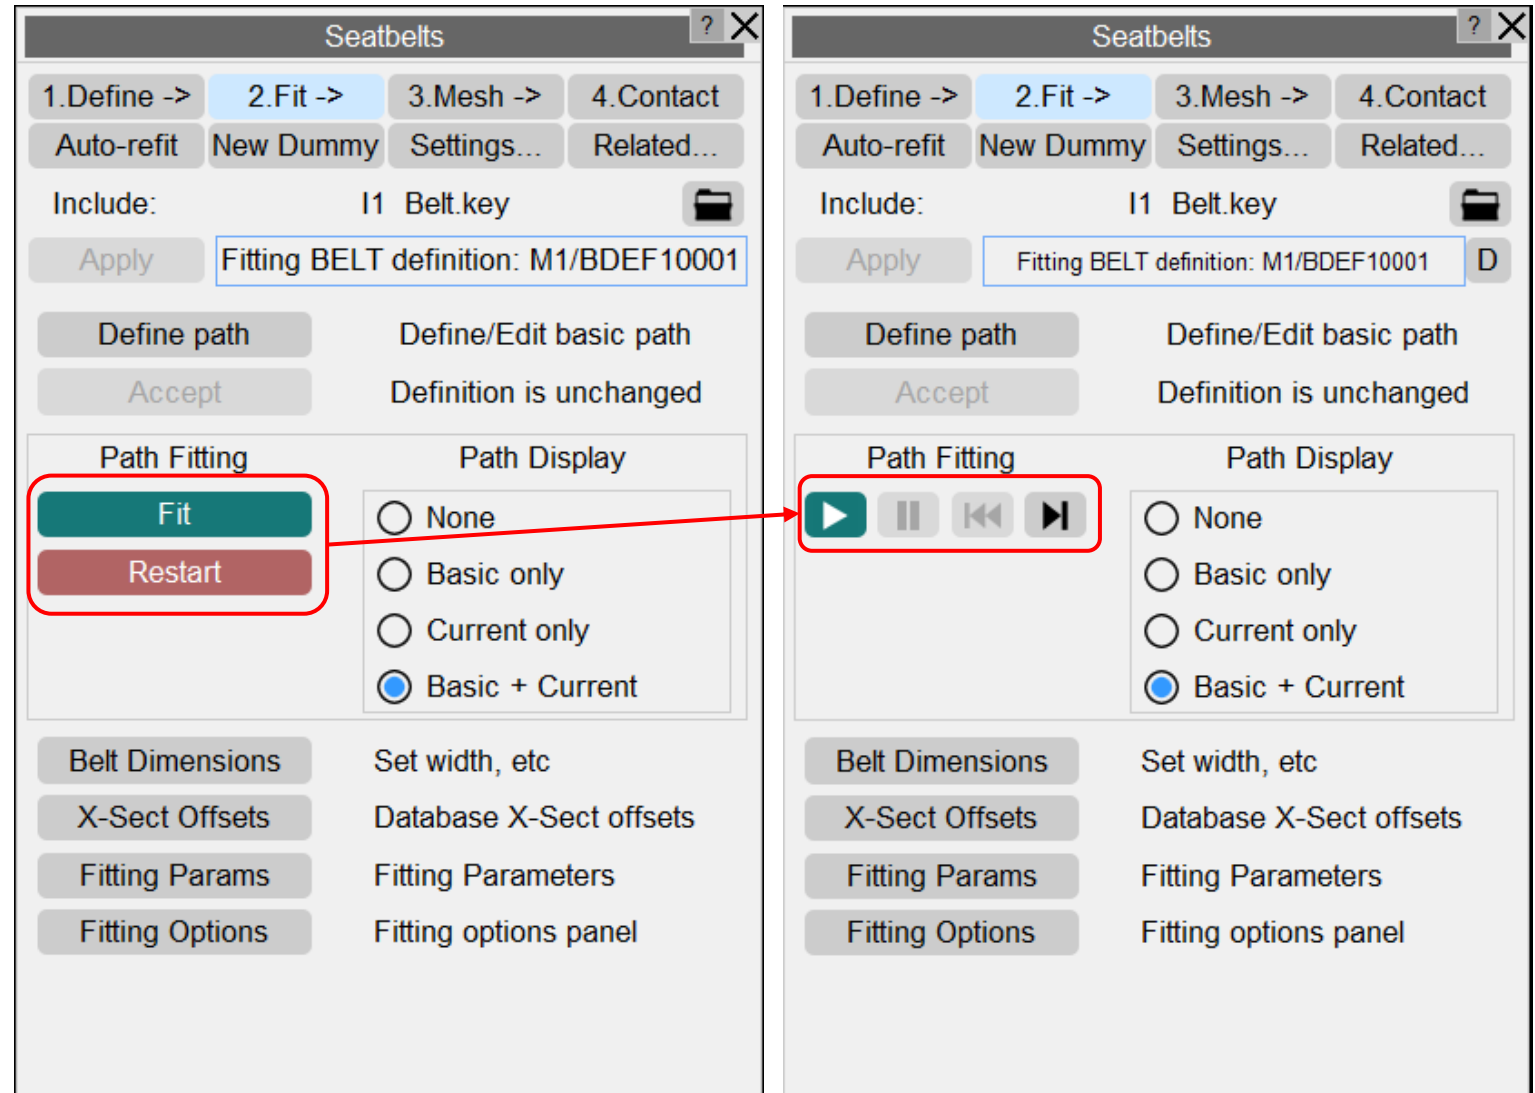 Seatbelts ?
1.Define -> 2.Fit -> 3.Mesh -> 4.Contact
Auto-refit New Dummy Settings... Related...
Include: I1 Belt.key
Apply Fitting BELT definition: M1/BDEF10001
Define path Define/Edit basic path
Accept Definition is unchanged
Path Fitting Path Display
Fit None
Restart Basic only
Current only
Basic + Current
Belt Dimensions Set width, etc
X-Sect Offsets Database X-Sect offsets
Fitting Params Fitting Parameters
Fitting Options Fitting options panel
Seatbelts ?
1.Define -> 2.Fit -> 3.Mesh -> 4.Contact
Auto-refit New Dummy Settings... Related...
Include: I1 Belt.key
Apply Fitting BELT definition: M1/BDEF10001 D
Define path Define/Edit basic path
Accept Definition is unchanged
Path Fitting Path Display
None
Basic only
Current only
Basic + Current
Belt Dimensions Set width, etc
X-Sect Offsets Database X-Sect offsets
Fitting Params Fitting Parameters
Fitting Options Fitting options panel